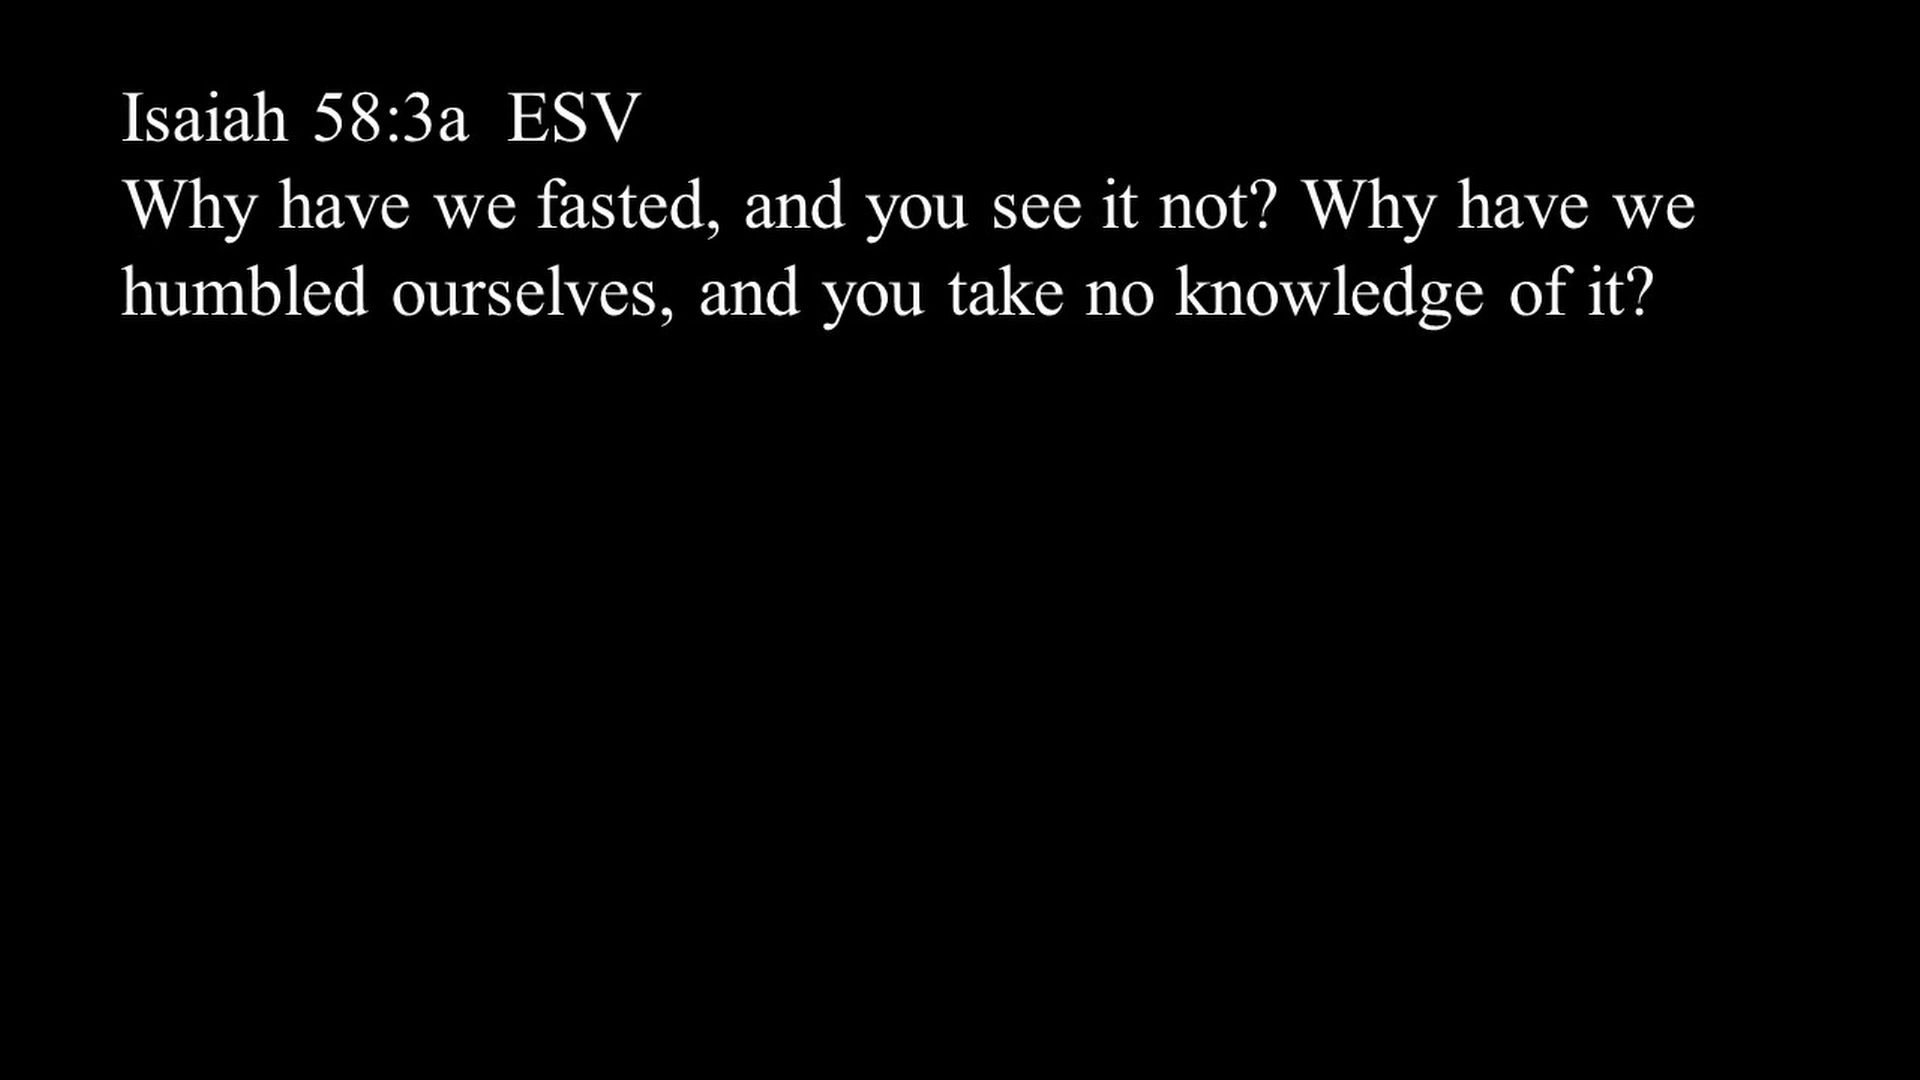 Isaiah 58:3a  ESV
Why have we fasted, and you see it not? Why have we
humbled ourselves, and you take no knowledge of it?